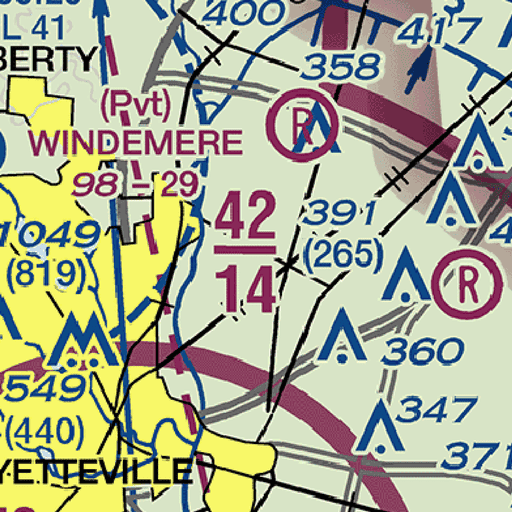 400
L 41
417
BERTY
358
(Pvt)
R
WINDEMERE
98 - 29
42
14
391
(265)
1049
(819)
R
360
549
(440)
347
371
YETTEVILLE